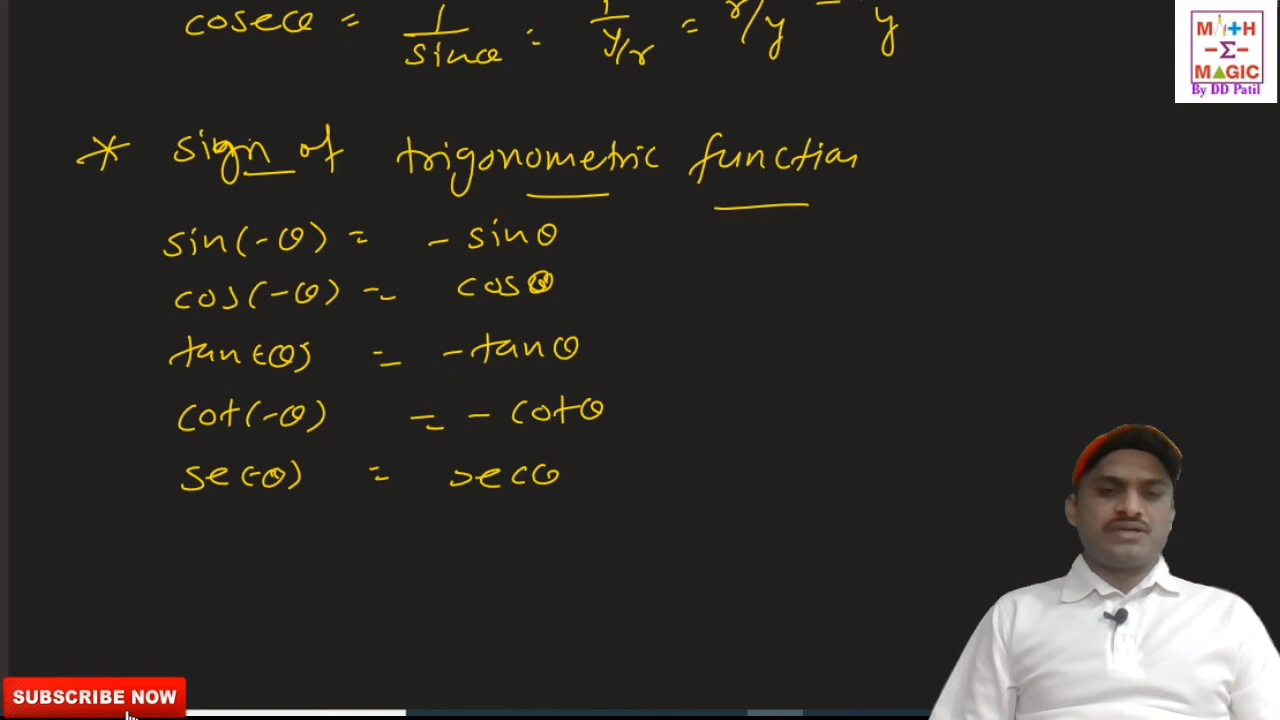 cosecθ = 1/sinθ = 1/y/r = r/y = y
M+H
-Σ-
MAGIC
By DD Patil
* sign of trigonometric function
sin(-θ) = - sinθ
cos(-θ) = cosθ
tan(-θ) = - tanθ
cot(-θ) = - cotθ
sec(-θ) = secθ
SUBSCRIBE NOW